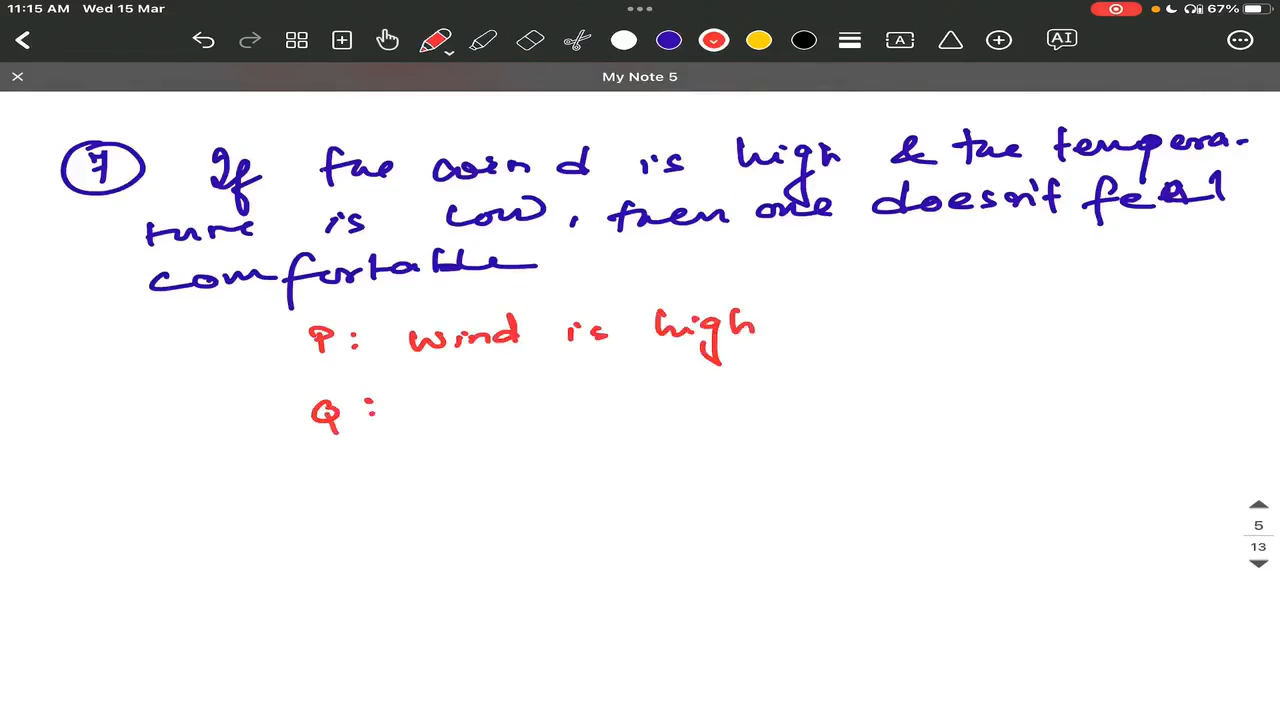 11:15 AM Wed 15 Mar
67%
A
AI
My Note 5
7 If the wind is high & the tempera-
ture is low, then one doesn't feel
comfortable
P: wind is high
Q:
5
13